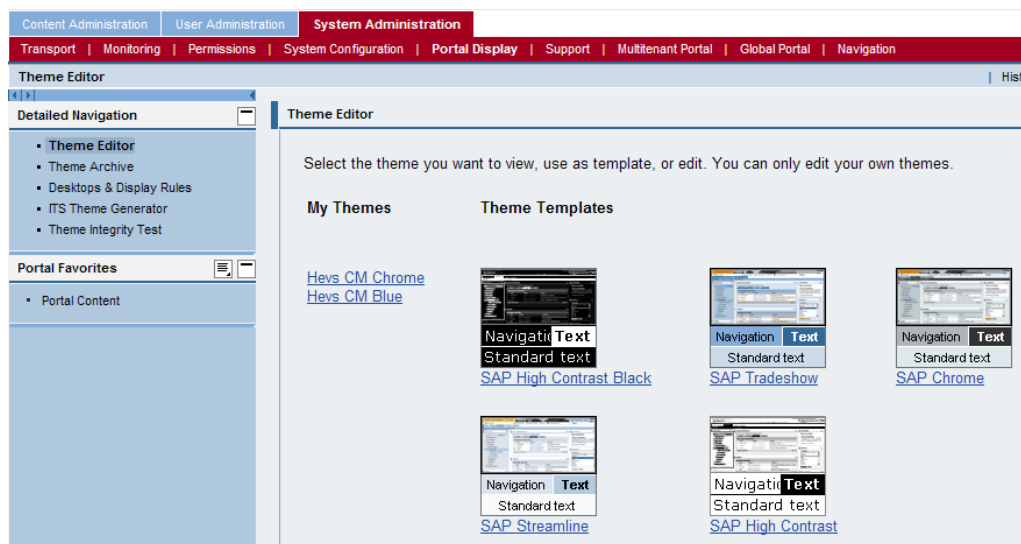 Content Administration User Administration System Administration
Transport | Monitoring | Permissions | System Configuration | Portal Display | Support | Multitenant Portal | Global Portal | Navigation
Theme Editor | Hist
Detailed Navigation
Theme Editor
Theme Archive
Desktops & Display Rules
ITS Theme Generator
Theme Integrity Test
Portal Favorites
Portal Content
Theme Editor
Select the theme you want to view, use as template, or edit. You can only edit your own themes.
My Themes Theme Templates
Hevs CM Chrome
Hevs CM Blue
Navigatio Text
Standard text
SAP High Contrast Black
Navigation Text
Standard text
SAP Tradeshow
Navigation Text
Standard text
SAP Chrome
Navigation Text
Standard text
SAP Streamline
Navigati Text
Standard text
SAP High Contrast